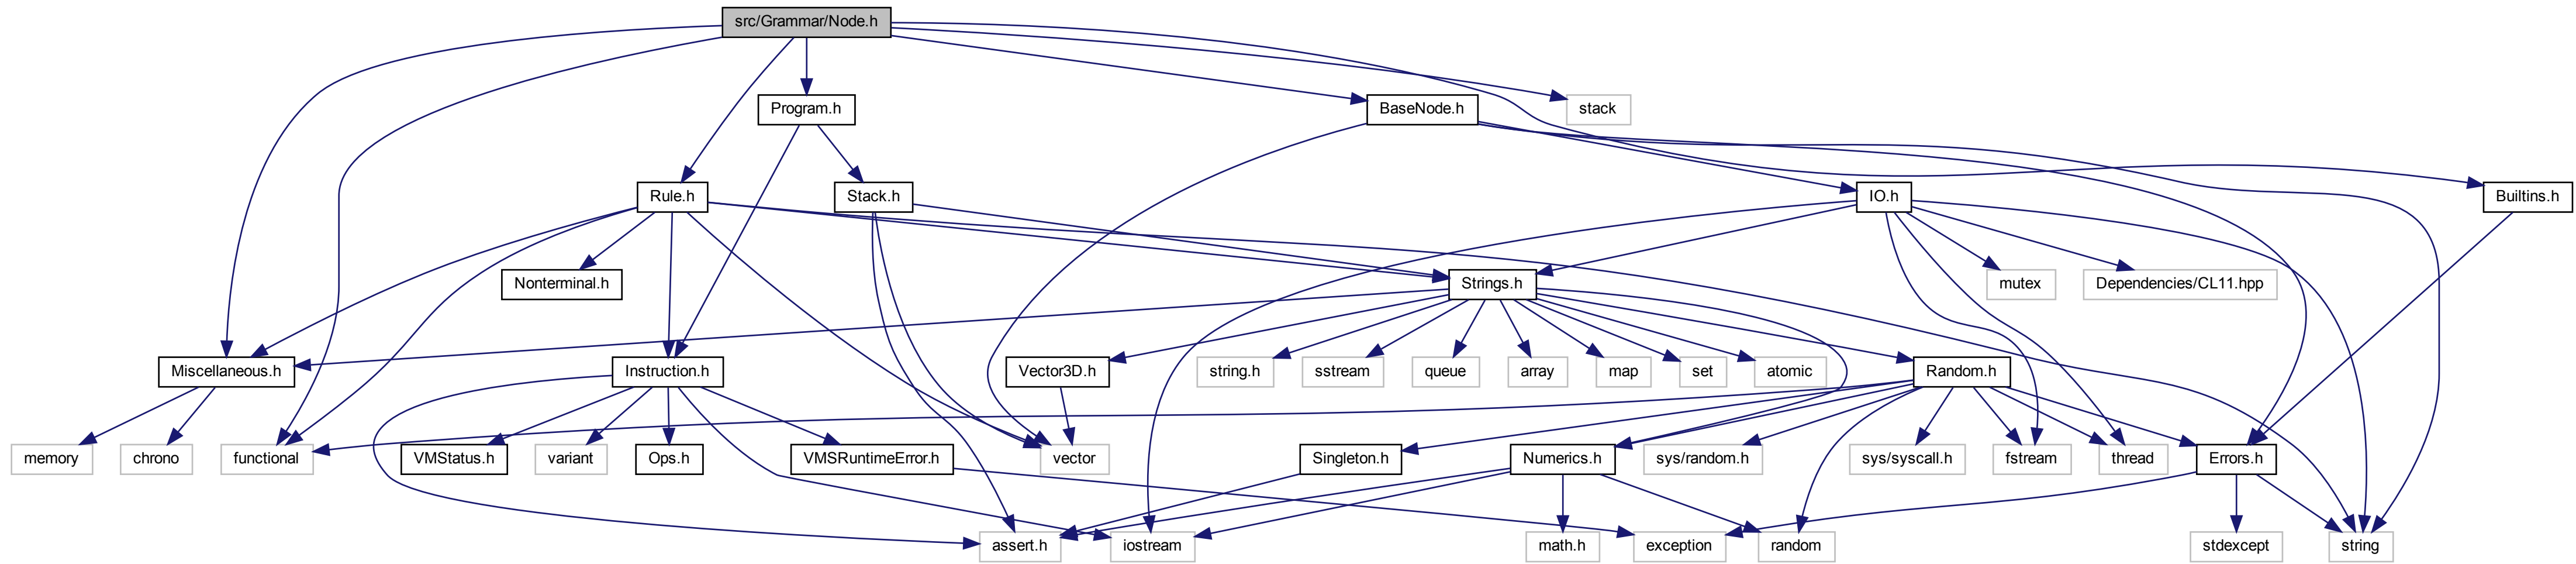 src/Grammar/Node.h
Program.h
BaseNode.h
stack
Rule.h
Stack.h
IO.h
Builtins.h
Nonterminal.h
Strings.h
mutex
Dependencies/CL11.hpp
Miscellaneous.h
Instruction.h
Vector3D.h
string.h
sstream
queue
array
map
set
atomic
Random.h
memory
chrono
functional
VMStatus.h
variant
Ops.h
VMSRuntimeError.h
vector
Singleton.h
Numerics.h
sys/random.h
sys/syscall.h
fstream
thread
Errors.h
assert.h
iostream
math.h
exception
random
stdexcept
string